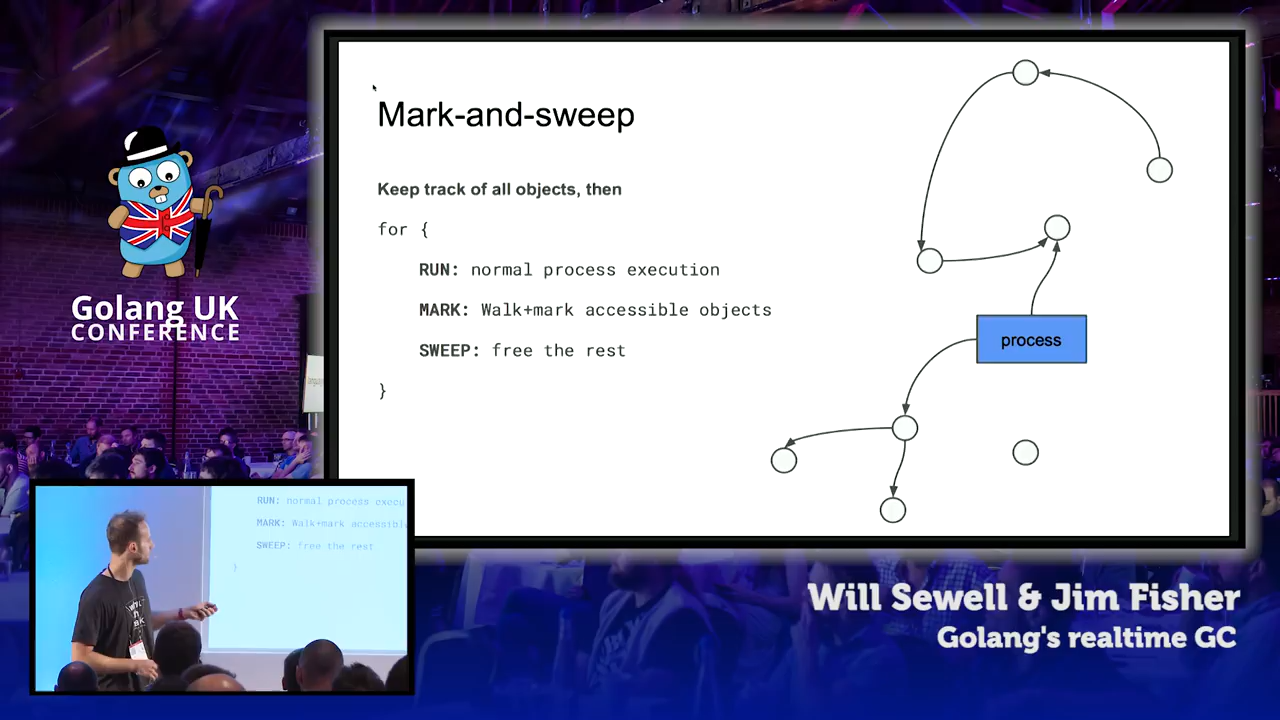 Mark-and-sweep
Keep track of all objects, then
for {
RUN: normal process execution
MARK: Walk+mark accessible objects
SWEEP: free the rest
}
process
Golang UK
CONFERENCE
RUN: normal process execu
MARK: Walk+mark accessible
SWEEP: free the rest
}
Will Sewell & Jim Fisher
Golang's realtime GC